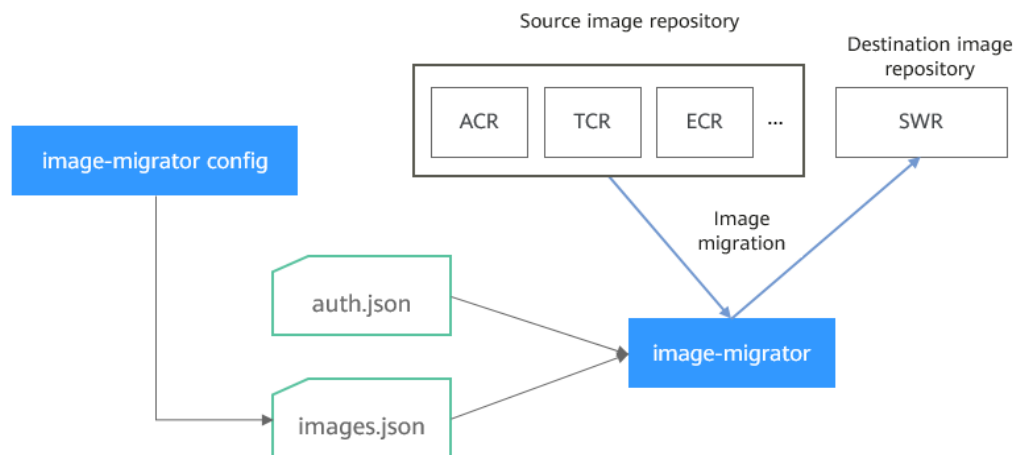 Source image repository
Destination image
repository
ACR
TCR
ECR
...
SWR
image-migrator config
Image
migration
auth.json
image-migrator
images.json